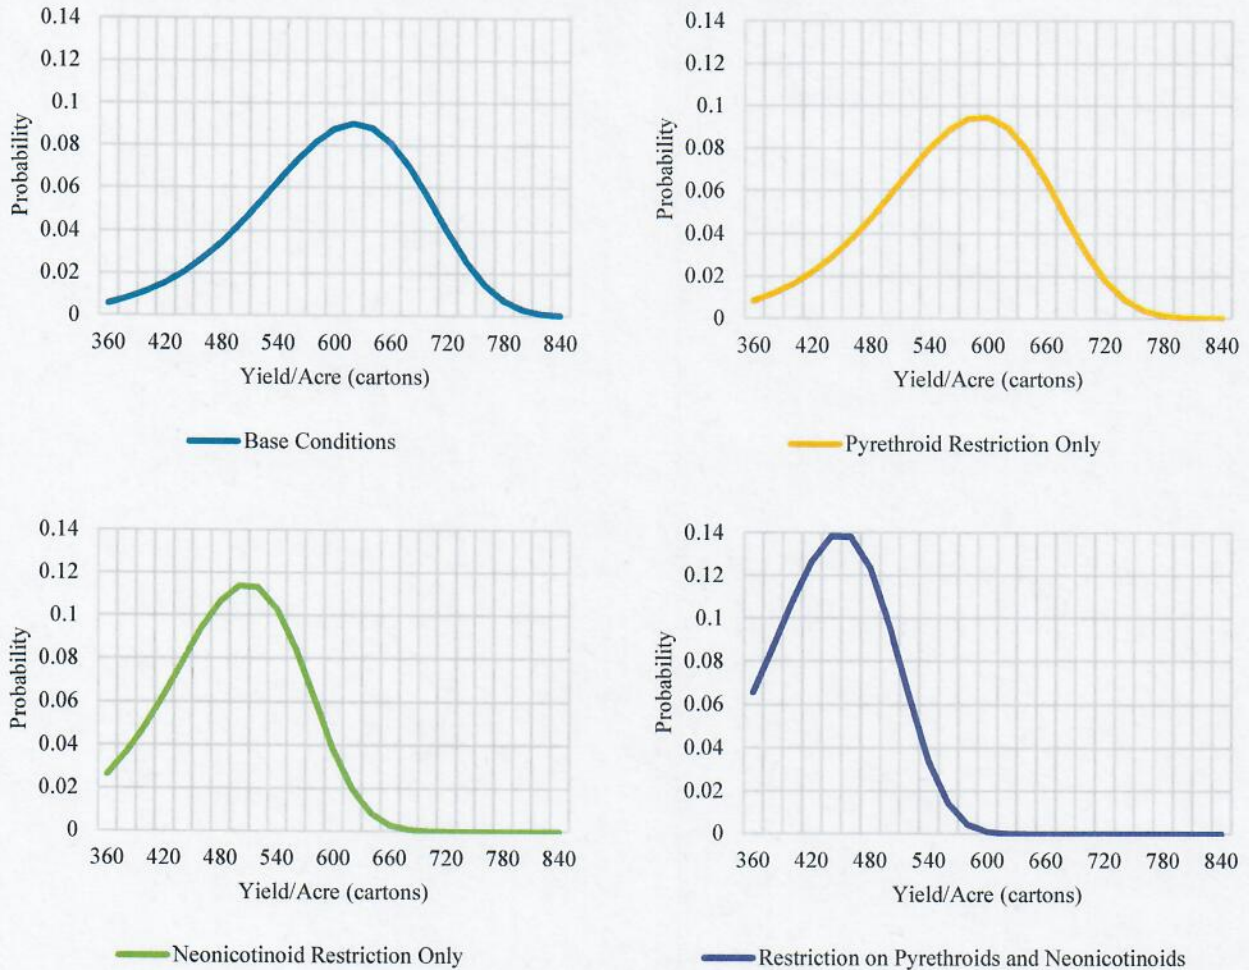 0.14
0.12
0.1
0.08
0.06
0.04
0.02
0
Probability
360 420 480 540 600 660 720 780 840
Yield/Acre (cartons)
Base Conditions
0.14
0.12
0.1
0.08
0.06
0.04
0.02
0
Probability
360 420 480 540 600 660 720 780 840
Yield/Acre (cartons)
Pyrethroid Restriction Only
0.14
0.12
0.1
0.08
0.06
0.04
0.02
0
Probability
360 420 480 540 600 660 720 780 840
Yield/Acre (cartons)
Neonicotinoid Restriction Only
0.14
0.12
0.1
0.08
0.06
0.04
0.02
0
Probability
360 420 480 540 600 660 720 780 840
Yield/Acre (cartons)
Restriction on Pyrethroids and Neonicotinoids